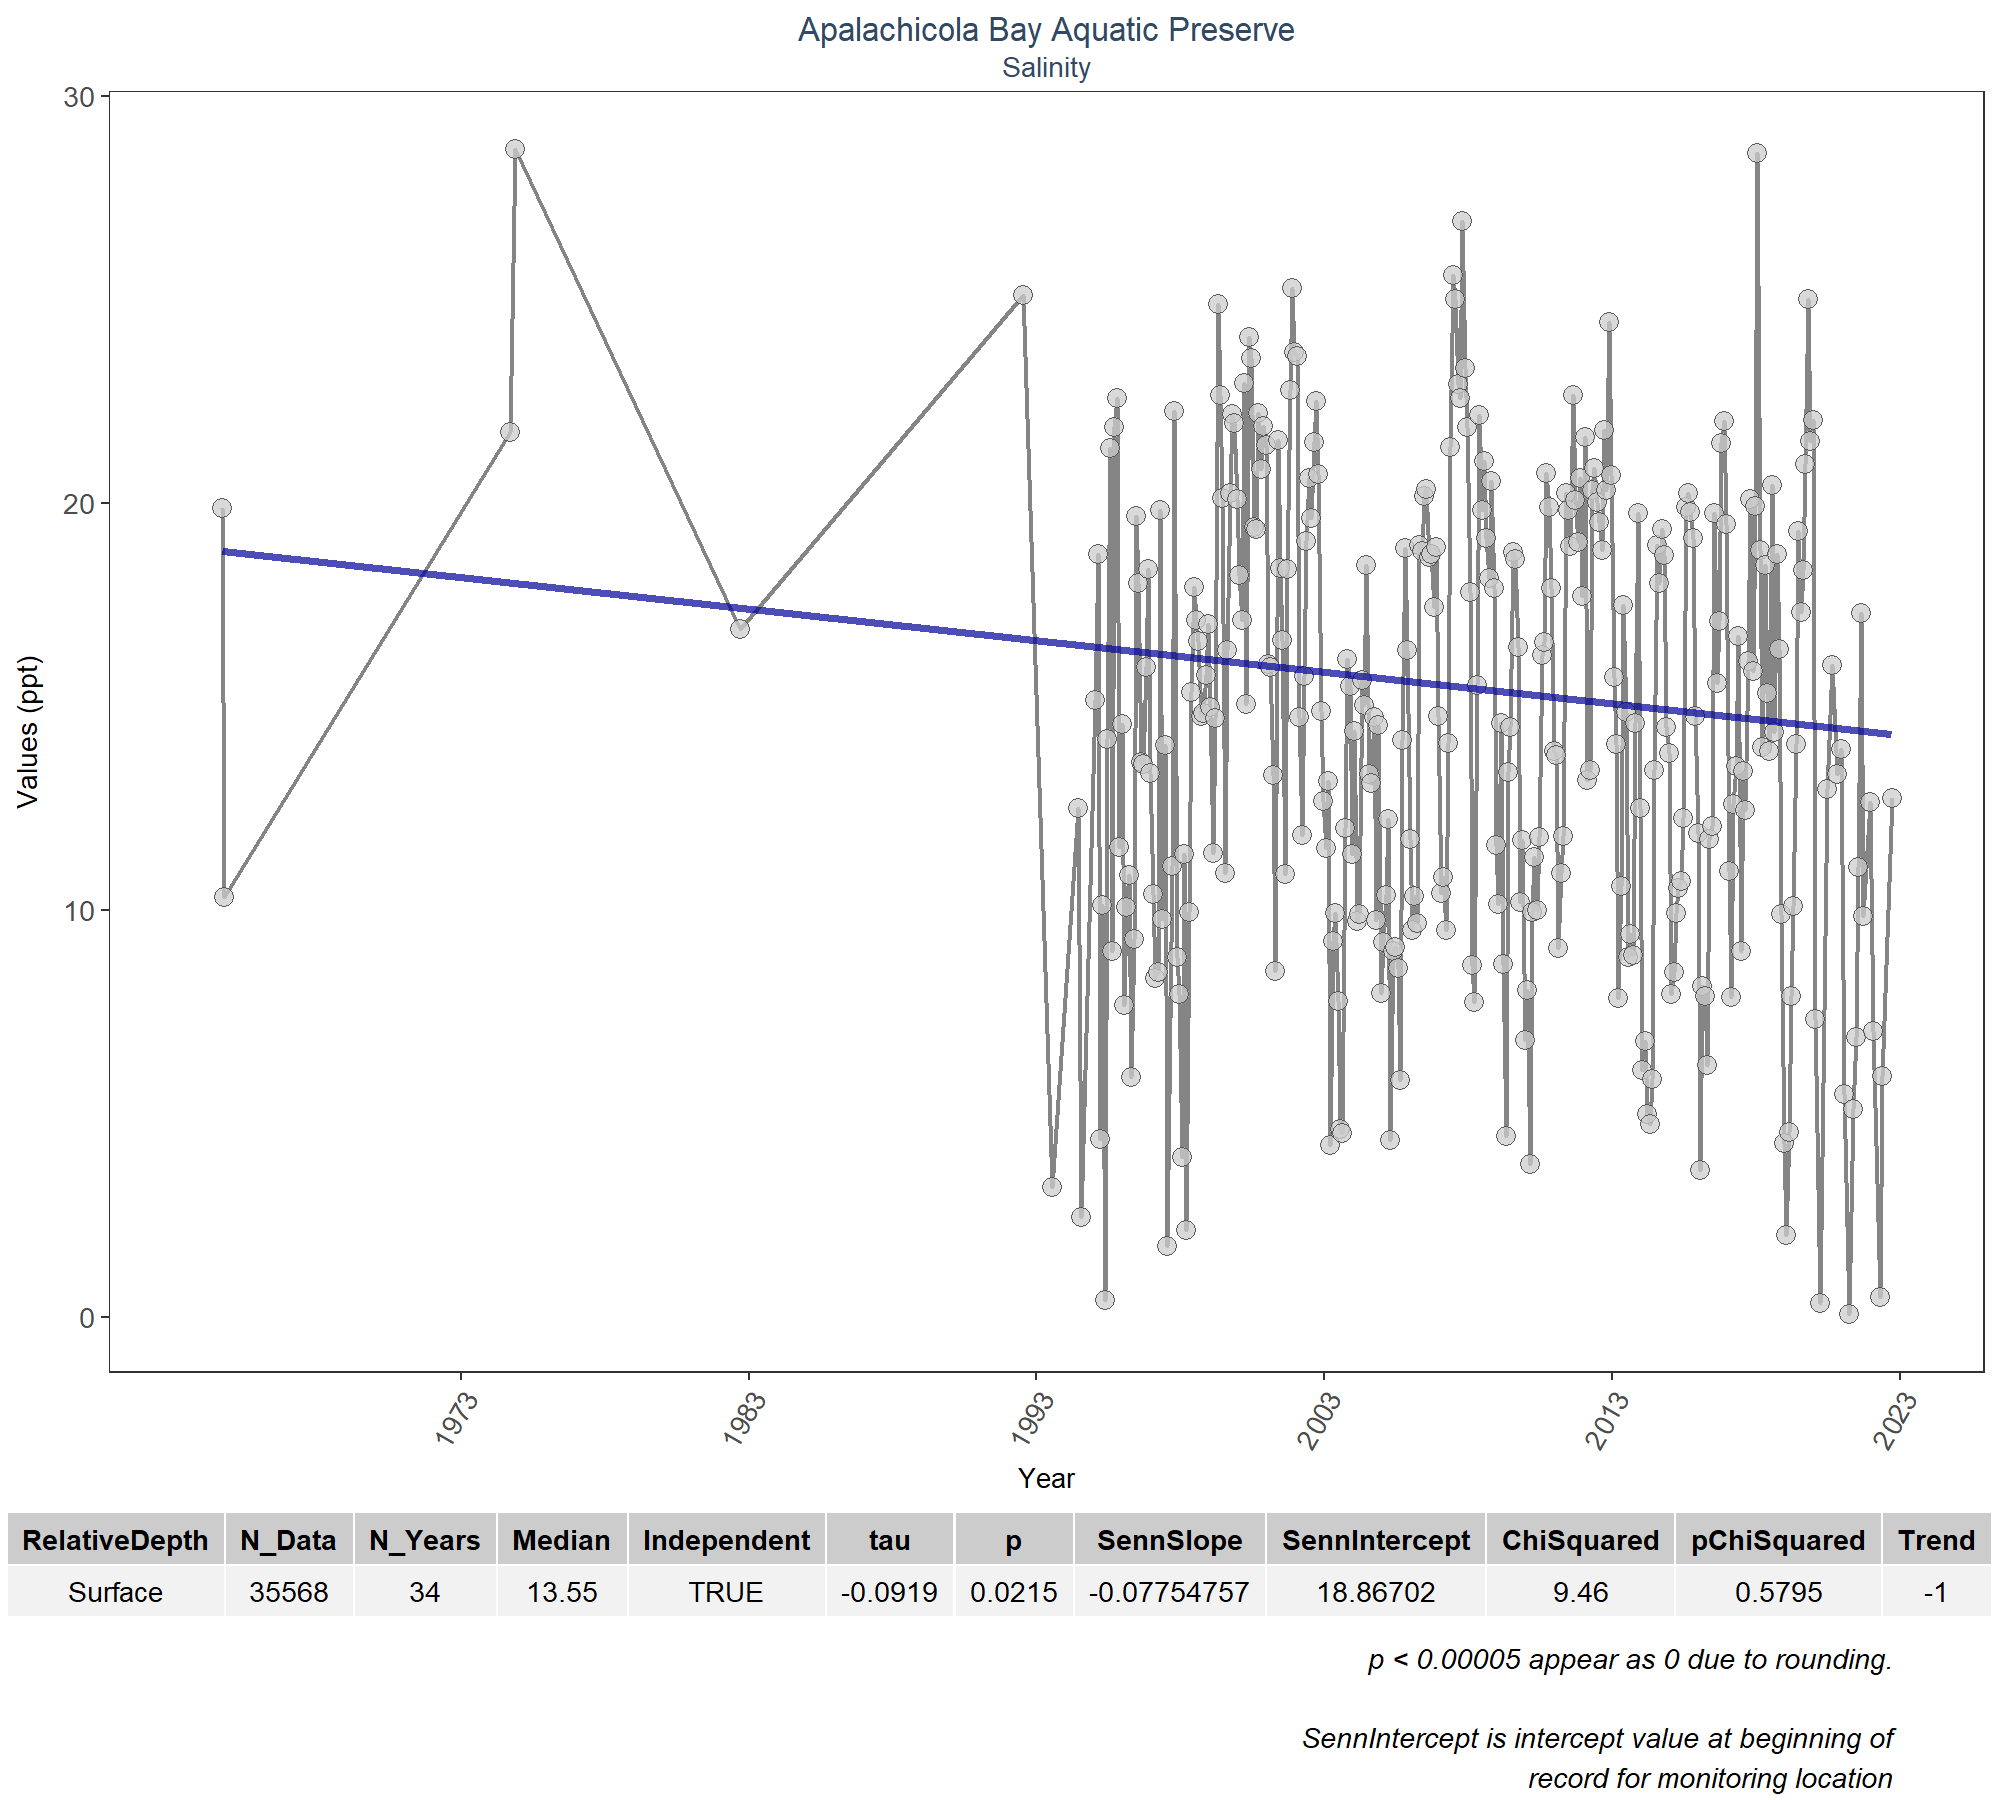 Apalachicola Bay Aquatic Preserve
Salinity
30
20
10
0
Values (ppt)
1973
1983
1993
2003
2013
2023
Year
RelativeDepth N_Data N_Years Median Independent tau p SennSlope SennIntercept ChiSquared pChiSquared Trend
Surface 35568 34 13.55 TRUE -0.0919 0.0215 -0.07754757 18.86702 9.46 0.5795 -1
p < 0.00005 appear as 0 due to rounding.
SennIntercept is intercept value at beginning of
record for monitoring location